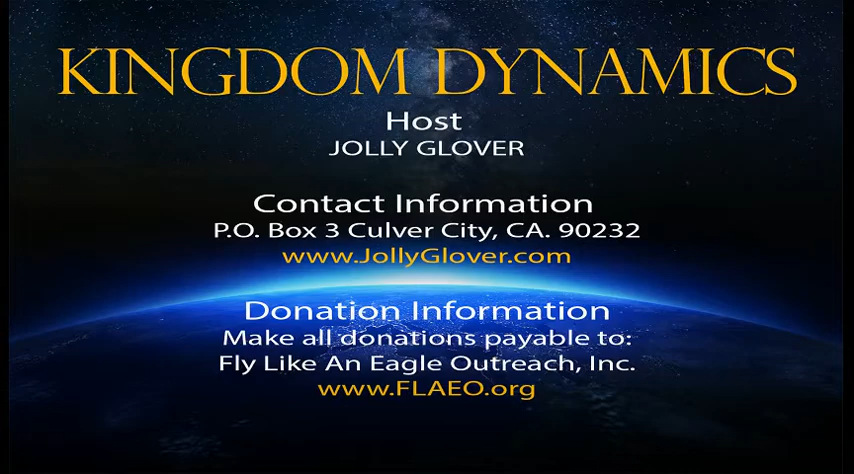 KINGDOM DYNAMICS
Host
JOLLY GLOVER
Contact Information
P.O. Box 3 Culver City, CA. 90232
www.JollyGlover.com
Donation Information
Make all donations payable to:
Fly Like An Eagle Outreach, Inc.
www.FLAEO.org